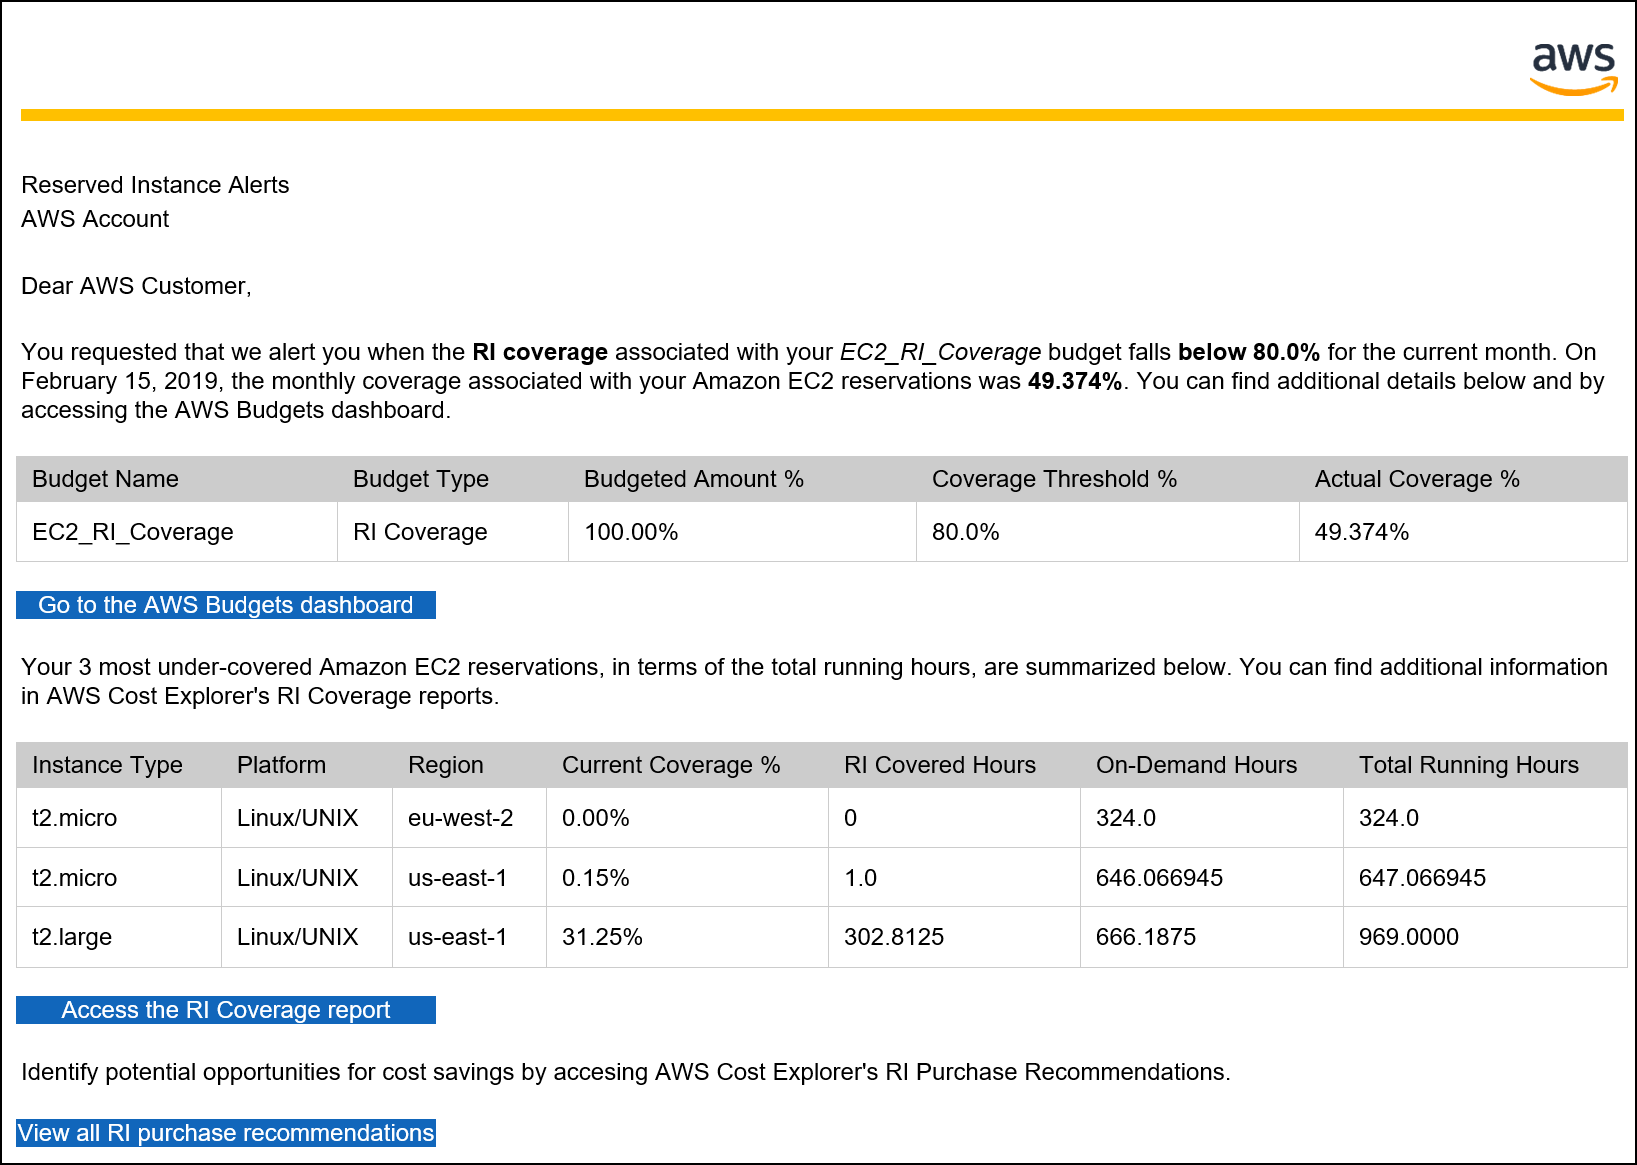 aws
Reserved Instance Alerts
AWS Account
Dear AWS Customer,
You requested that we alert you when the RI coverage associated with your EC2_RI_Coverage budget falls below 80.0% for the current month. On
February 15, 2019, the monthly coverage associated with your Amazon EC2 reservations was 49.374%. You can find additional details below and by
accessing the AWS Budgets dashboard.
Budget Name Budget Type Budgeted Amount % Coverage Threshold % Actual Coverage %
EC2_RI_Coverage RI Coverage 100.00% 80.0% 49.374%
Go to the AWS Budgets dashboard
Your 3 most under-covered Amazon EC2 reservations, in terms of the total running hours, are summarized below. You can find additional information
in AWS Cost Explorer's RI Coverage reports.
Instance Type Platform Region Current Coverage % RI Covered Hours On-Demand Hours Total Running Hours
t2.micro Linux/UNIX eu-west-2 0.00% 0 324.0 324.0
t2.micro Linux/UNIX us-east-1 0.15% 1.0 646.066945 647.066945
t2.large Linux/UNIX us-east-1 31.25% 302.8125 666.1875 969.0000
Access the RI Coverage report
Identify potential opportunities for cost savings by accesing AWS Cost Explorer's RI Purchase Recommendations.
View all RI purchase recommendations